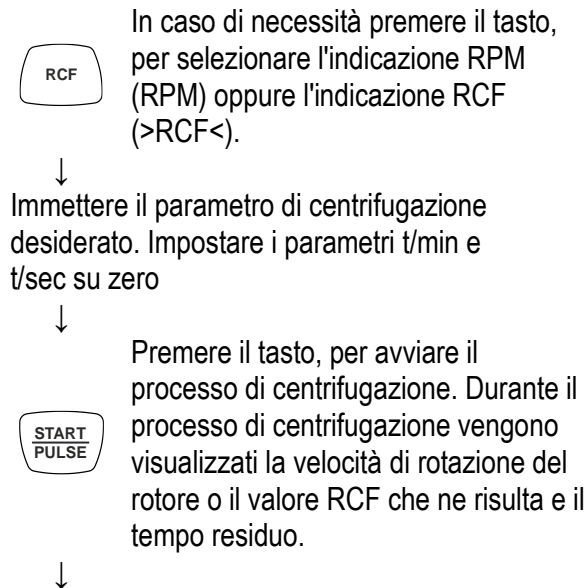 In caso di necessità premere il tasto,
per selezionare l'indicazione RPM
(RPM) oppure l'indicazione RCF
(>RCF<).
RCF
↓
Immettere il parametro di centrifugazione
desiderato. Impostare i parametri t/min e
t/sec su zero
↓
Premere il tasto, per avviare il
processo di centrifugazione. Durante il
processo di centrifugazione vengono
visualizzati la velocità di rotazione del
rotore o il valore RCF che ne risulta e il
tempo residuo.
START
PULSE
↓